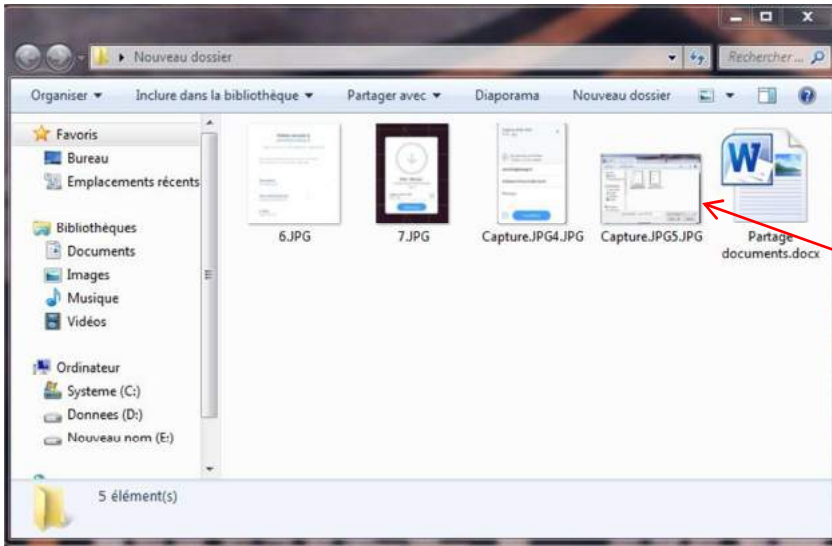 Nouveau dossier
Rechercher ...
Organiser
Inclure dans la bibliothèque
Partager avec
Diaporama
Nouveau dossier
Favoris
Bureau
Emplacements récents
Bibliothèques
Documents
Images
Musique
Vidéos
Ordinateur
Systeme (C:)
Donnees (D:)
Nouveau nom (E:)
6.JPG
7.JPG
Capture.JPG4.JPG
Capture.JPG5.JPG
W
Partage
documents.docx
5 élément(s)